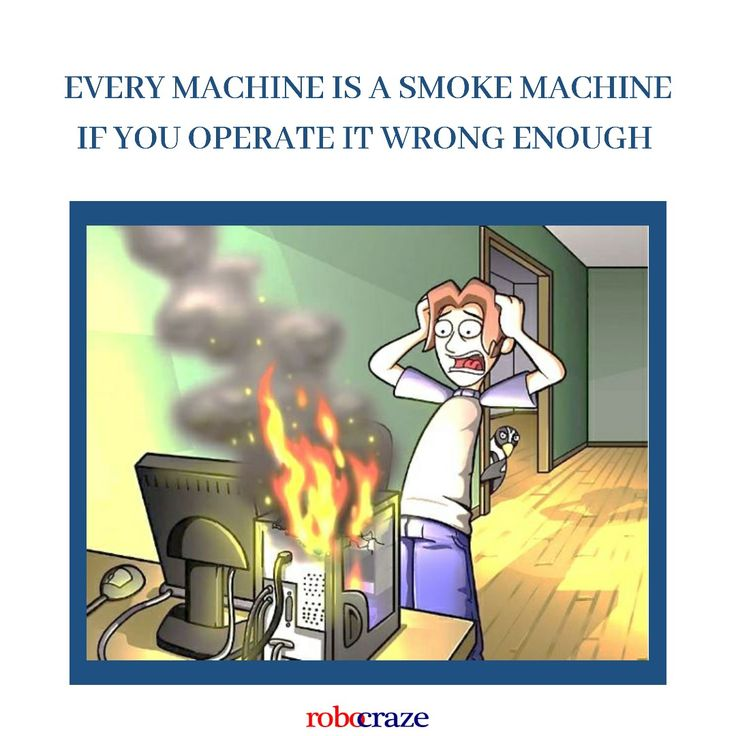 EVERY MACHINE IS A SMOKE MACHINE
IF YOU OPERATE IT WRONG ENOUGH
robocraze